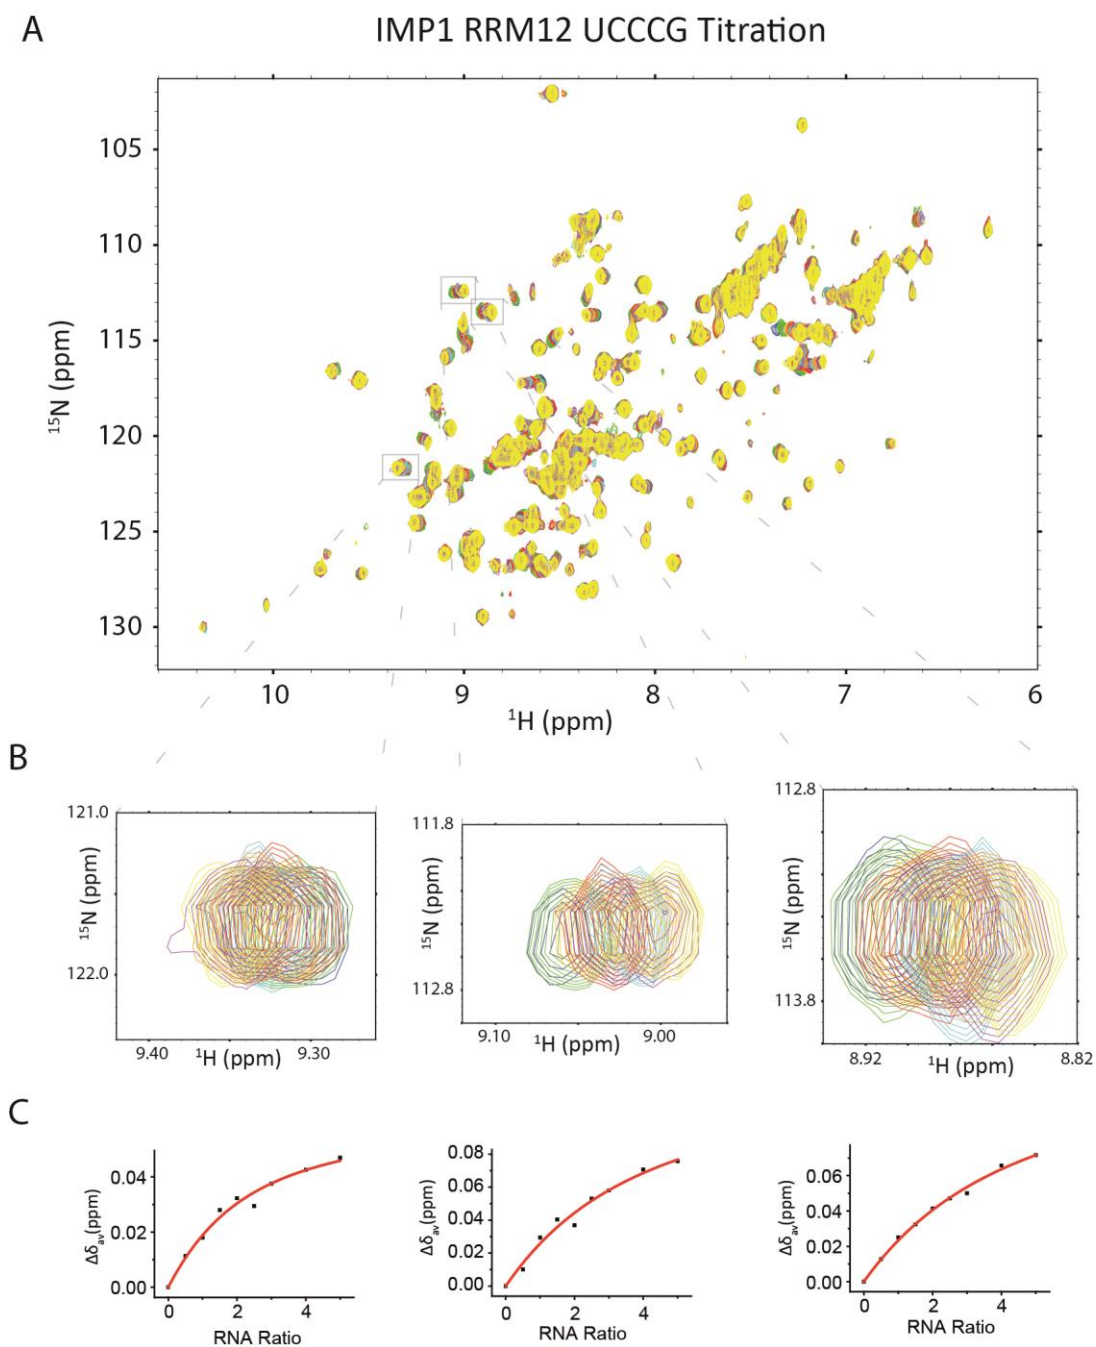 A
IMP1 RRM12 UCCCG Titration
105
110
115
120
125
130
¹⁵N (ppm)
10 9 8 7 6
¹H (ppm)
B
121.0
122.0
¹⁵N (ppm)
9.40 9.30
¹H (ppm)
111.8
112.8
¹⁵N (ppm)
9.10 9.00
¹H (ppm)
112.8
113.8
¹⁵N (ppm)
8.92 8.82
¹H (ppm)
C
0.04
0.02
0.00
Δδav(ppm)
0 2 4
RNA Ratio
0.08
0.06
0.04
0.02
0.00
Δδav(ppm)
0 2 4
RNA Ratio
0.06
0.04
0.02
0.00
Δδav(ppm)
0 2 4
RNA Ratio